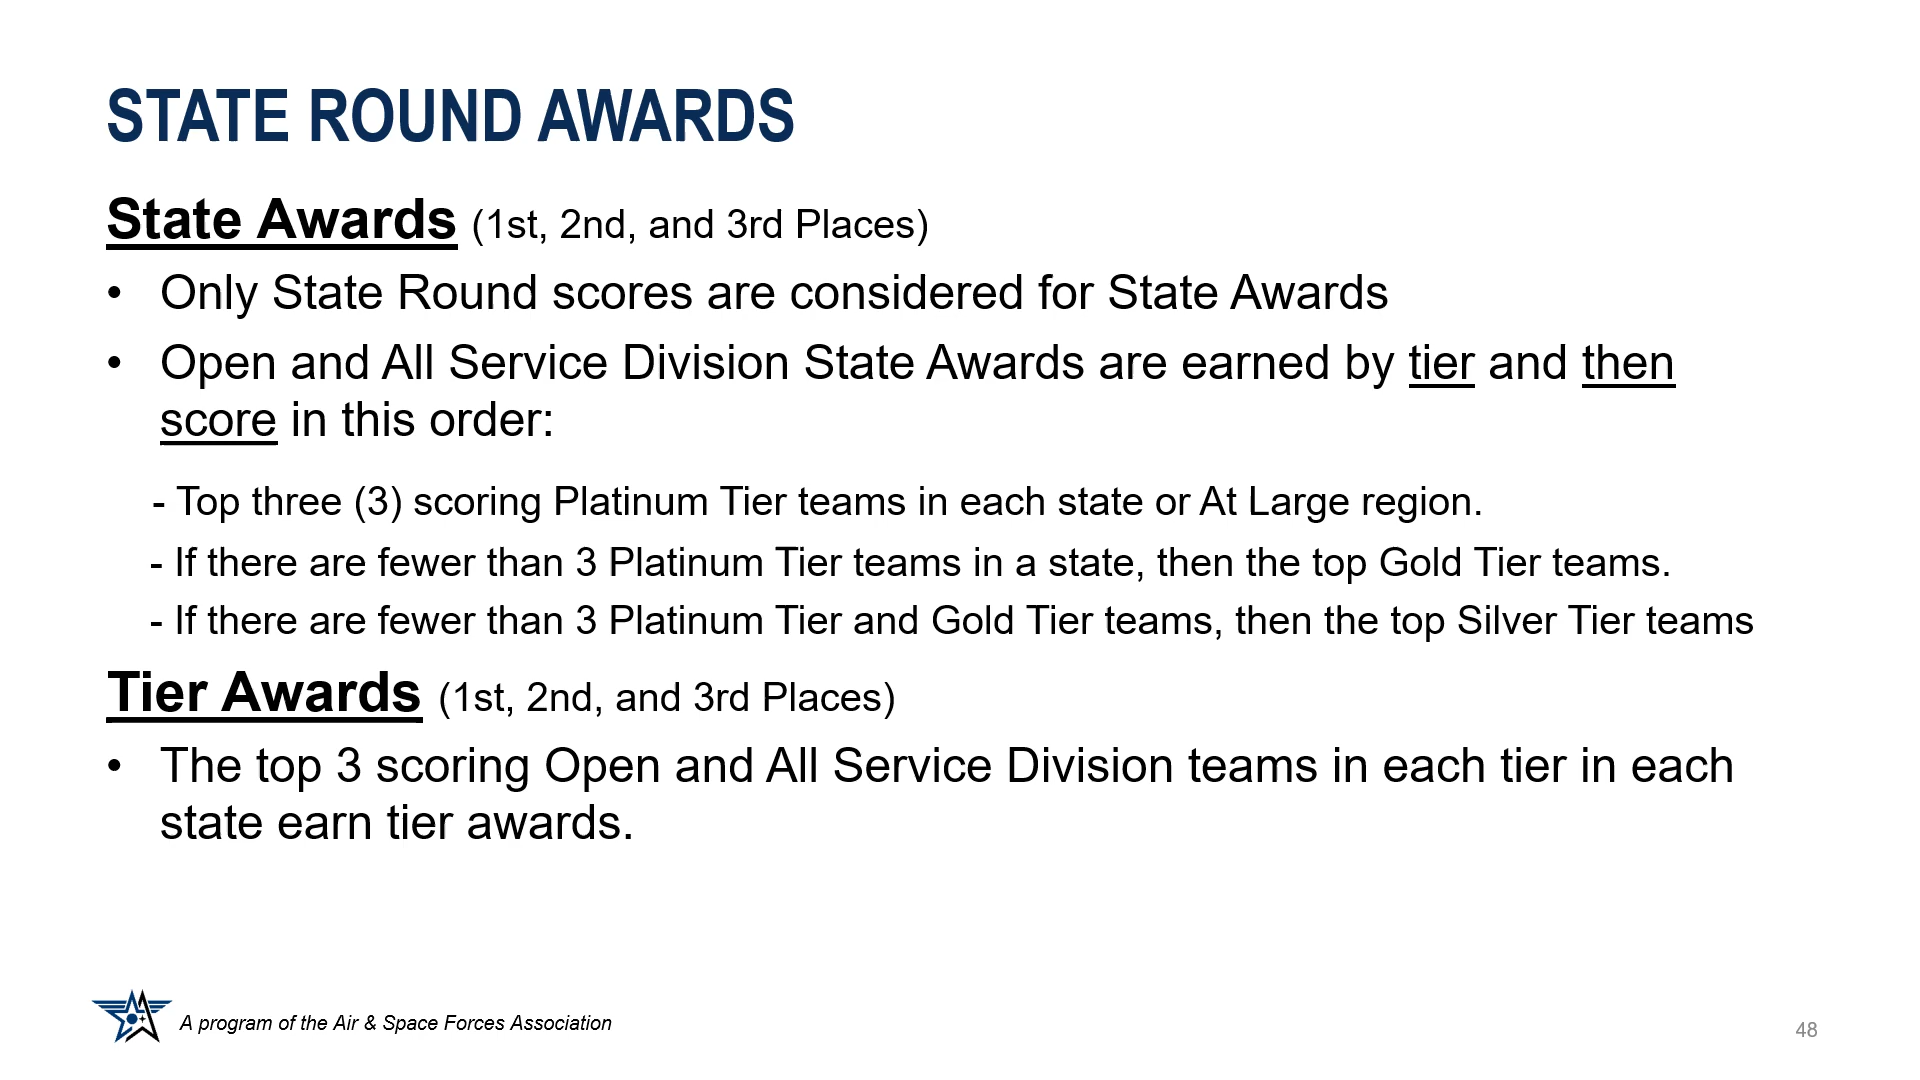 STATE ROUND AWARDS
State Awards (1st, 2nd, and 3rd Places)
• Only State Round scores are considered for State Awards
• Open and All Service Division State Awards are earned by tier and then
score in this order:
- Top three (3) scoring Platinum Tier teams in each state or At Large region.
- If there are fewer than 3 Platinum Tier teams in a state, then the top Gold Tier teams.
- If there are fewer than 3 Platinum Tier and Gold Tier teams, then the top Silver Tier teams
Tier Awards (1st, 2nd, and 3rd Places)
• The top 3 scoring Open and All Service Division teams in each tier in each
state earn tier awards.
A program of the Air & Space Forces Association
48